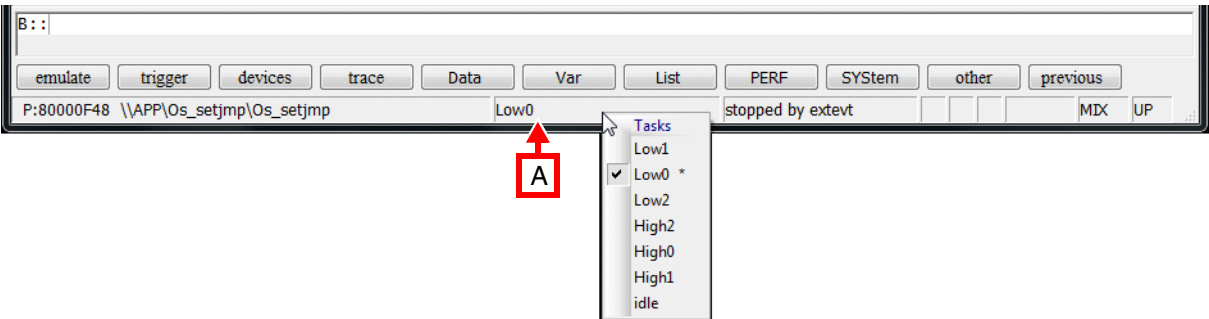 B::
emulate trigger devices trace Data Var List PERF SYStem other previous
P:80000F48 \\APP\Os_setjmp\Os_setjmp Low0 stopped by extevt MIX UP
A
Tasks
Low1
Low0 *
Low2
High2
High0
High1
idle